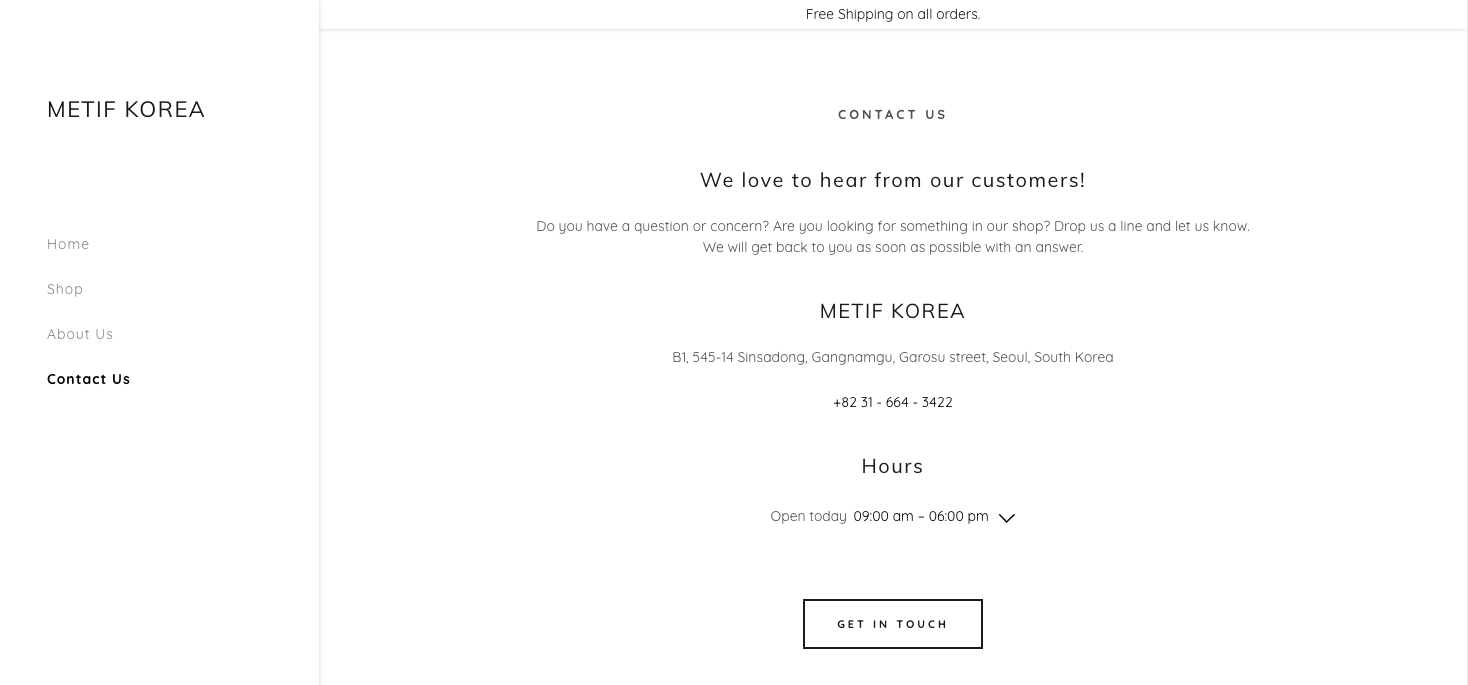 Free Shipping on all orders.
METIF KOREA
Home
Shop
About Us
Contact Us
CONTACT US
We love to hear from our customers!
Do you have a question or concern? Are you looking for something in our shop? Drop us a line and let us know.
We will get back to you as soon as possible with an answer.
METIF KOREA
B1, 545-14 Sinsadong, Gangnamgu, Garosu street, Seoul, South Korea
+82 31 - 664 - 3422
Hours
Open today 09:00 am – 06:00 pm
GET IN TOUCH